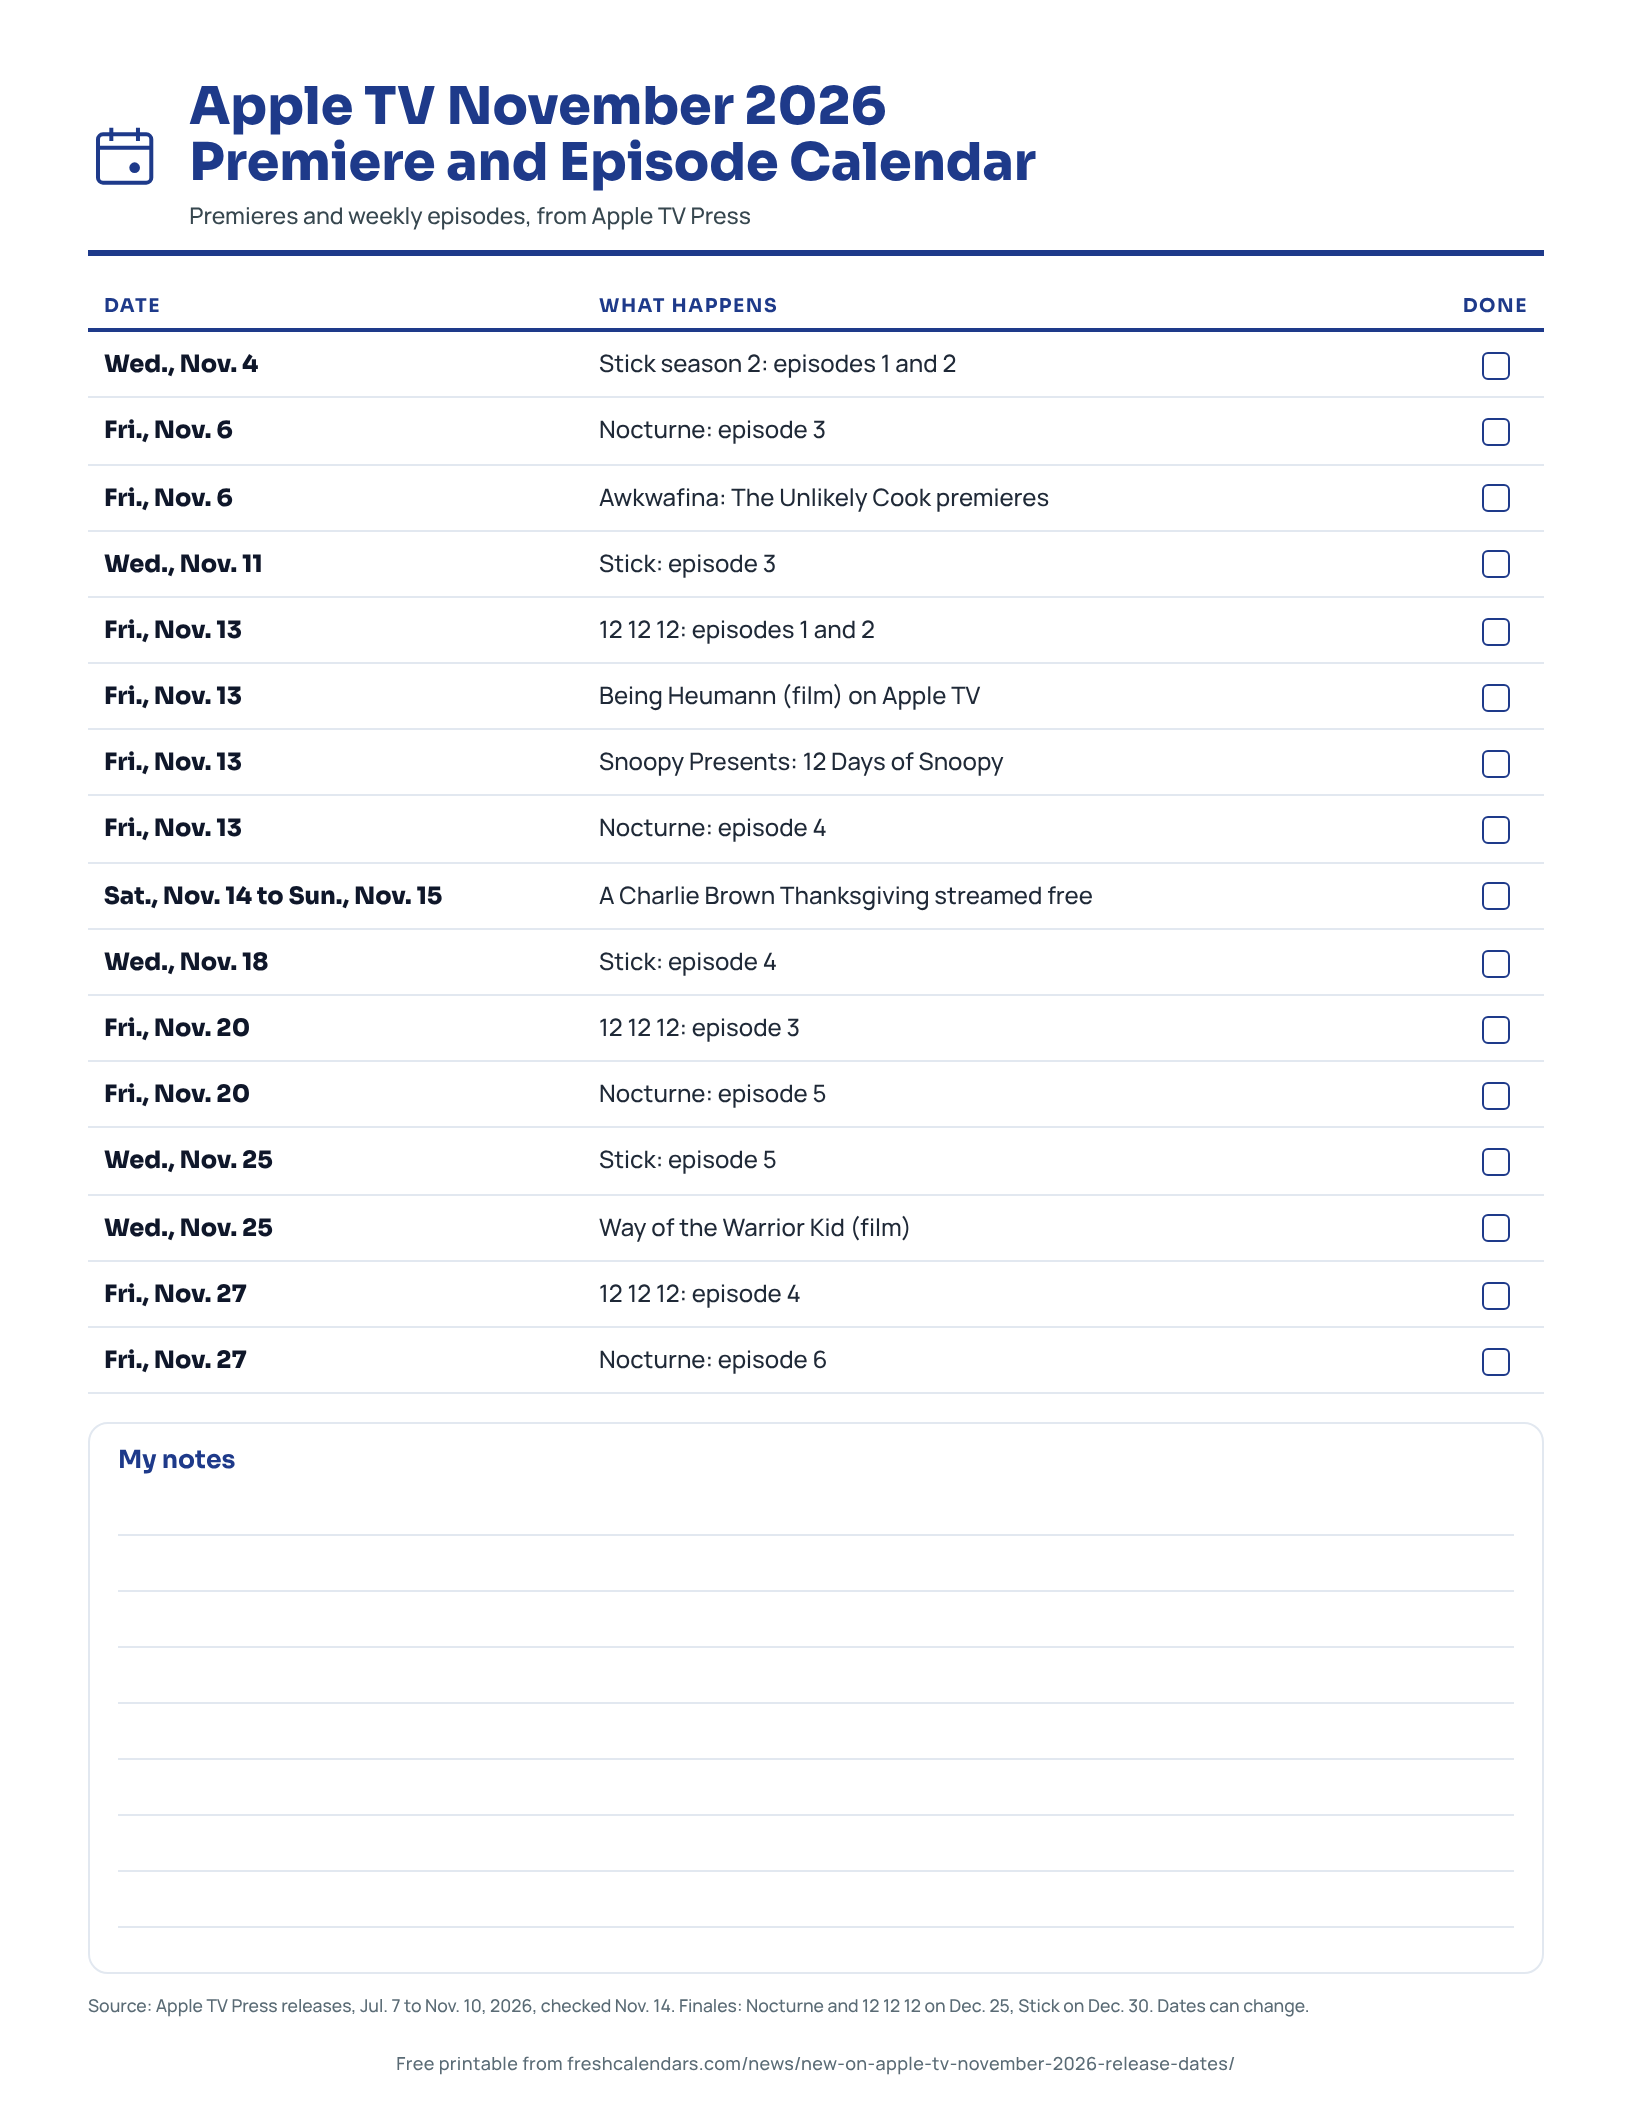 Apple TV November 2026
Premiere and Episode Calendar
Premieres and weekly episodes, from Apple TV Press
DATE WHAT HAPPENS DONE
Wed., Nov. 4 Stick season 2: episodes 1 and 2
Fri., Nov. 6 Nocturne: episode 3
Fri., Nov. 6 Awkwafina: The Unlikely Cook premieres
Wed., Nov. 11 Stick: episode 3
Fri., Nov. 13 12 12 12: episodes 1 and 2
Fri., Nov. 13 Being Heumann (film) on Apple TV
Fri., Nov. 13 Snoopy Presents: 12 Days of Snoopy
Fri., Nov. 13 Nocturne: episode 4
Sat., Nov. 14 to Sun., Nov. 15 A Charlie Brown Thanksgiving streamed free
Wed., Nov. 18 Stick: episode 4
Fri., Nov. 20 12 12 12: episode 3
Fri., Nov. 20 Nocturne: episode 5
Wed., Nov. 25 Stick: episode 5
Wed., Nov. 25 Way of the Warrior Kid (film)
Fri., Nov. 27 12 12 12: episode 4
Fri., Nov. 27 Nocturne: episode 6
My notes
Source: Apple TV Press releases, Jul. 7 to Nov. 10, 2026, checked Nov. 14. Finales: Nocturne and 12 12 12 on Dec. 25, Stick on Dec. 30. Dates can change.
Free printable from freshcalendars.com/news/new-on-apple-tv-november-2026-release-dates/